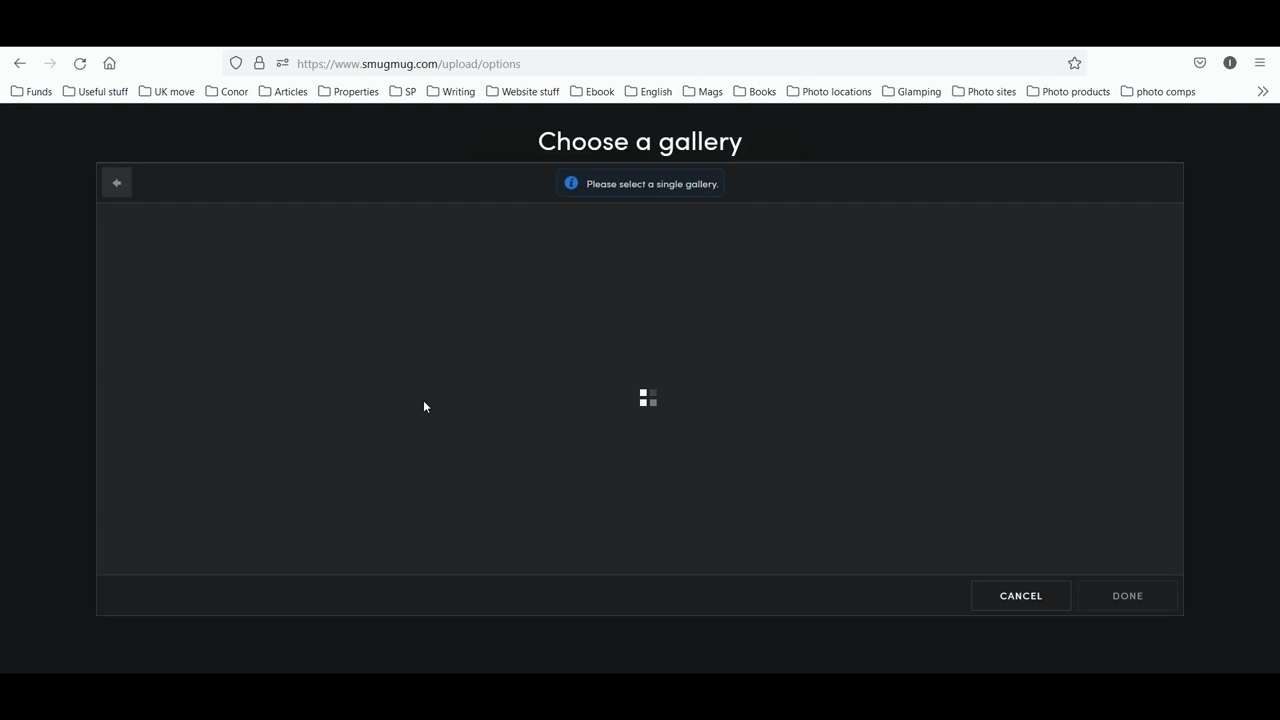 https://www.smugmug.com/upload/options
I
Funds Useful stuff UK move Conor Articles Properties SP Writing Website stuff Ebook English Mags Books Photo locations Glamping Photo sites Photo products photo comps
Choose a gallery
Please select a single gallery.
CANCEL DONE